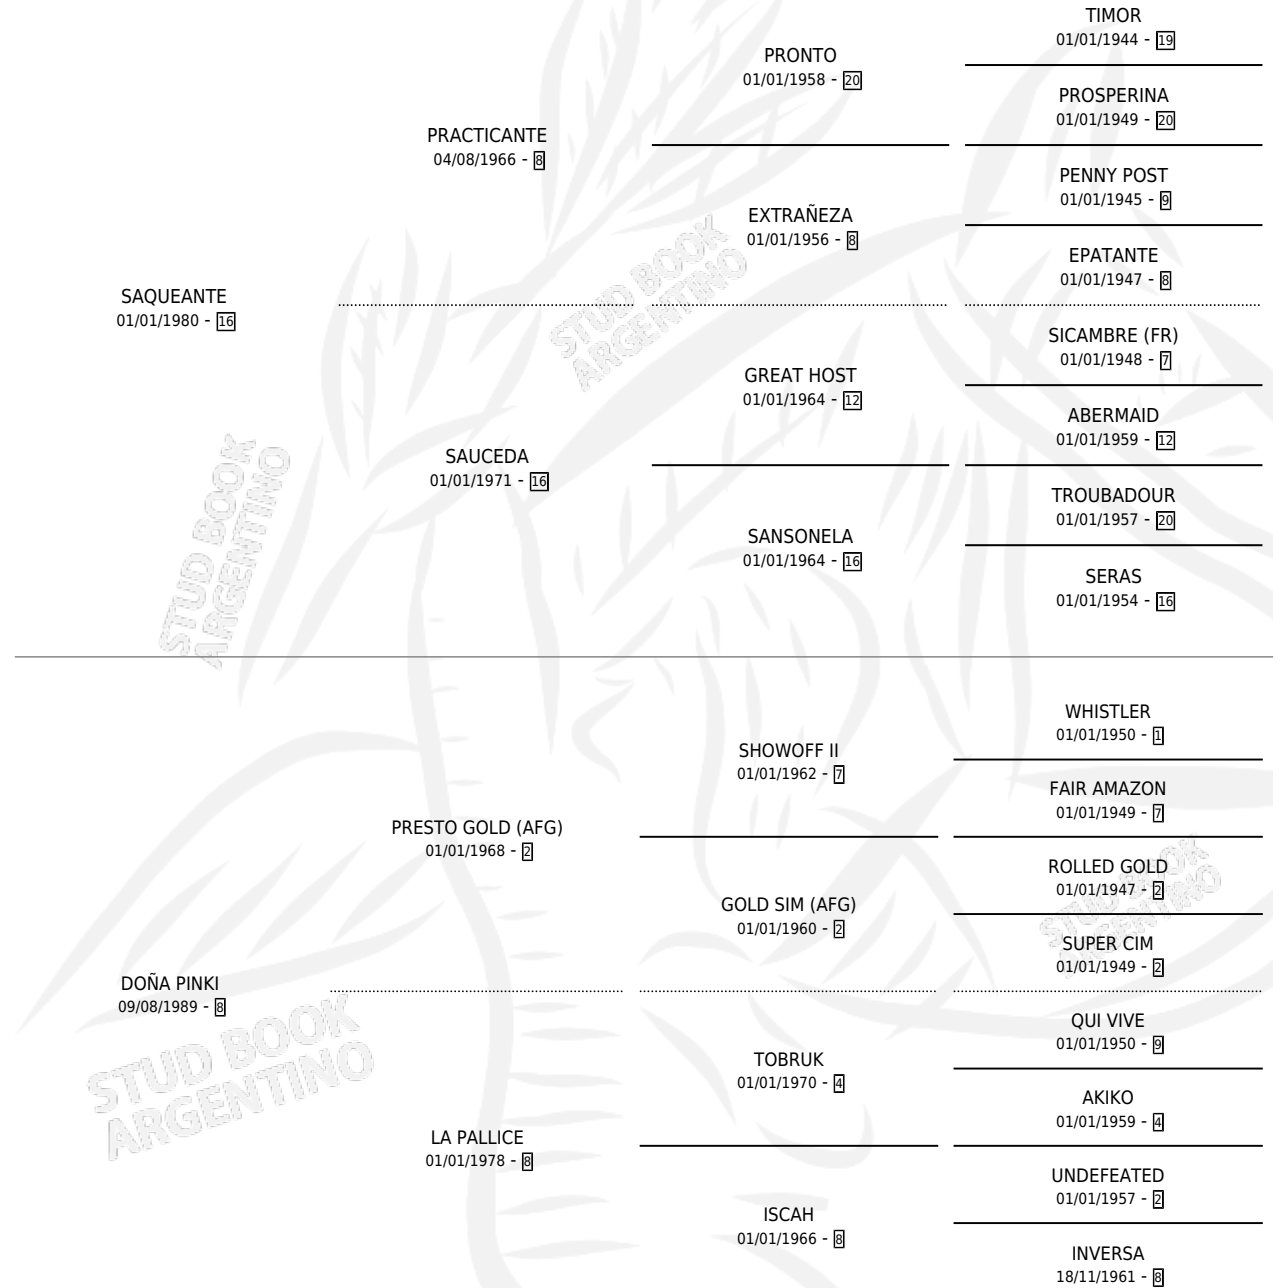 TIMOR
01/01/1944 - 19
PRONTO
01/01/1958 - 20
PROSPERINA
01/01/1949 - 20
PRACTICANTE
04/08/1966 - 8
PENNY POST
01/01/1945 - 9
EXTRAÑEZA
01/01/1956 - 8
EPATANTE
01/01/1947 - 8
SAQUEANTE
01/01/1980 - 16
STUD BOOK
ARGENTINO
SICAMBRE (FR)
01/01/1948 - 7
GREAT HOST
01/01/1964 - 12
ABERMAID
01/01/1959 - 12
SAUCEDA
01/01/1971 - 16
TROUBADOUR
01/01/1957 - 20
SANSONELA
01/01/1964 - 16
SERAS
01/01/1954 - 16
STUD BOOK
ARGENTINO
WHISTLER
01/01/1950 - 1
SHOWOFF II
01/01/1962 - 7
FAIR AMAZON
01/01/1949 - 7
PRESTO GOLD (AFG)
01/01/1968 - 2
ROLLED GOLD
01/01/1947 - 2
GOLD SIM (AFG)
01/01/1960 - 2
SUPER CIM
01/01/1949 - 2
STUD BOOK
ARGENTINO
DOÑA PINKI
09/08/1989 - 8
QUI VIVE
01/01/1950 - 9
TOBRUK
01/01/1970 - 4
AKIKO
01/01/1959 - 4
STUD BOOK
ARGENTINO
LA PALLICE
01/01/1978 - 8
UNDEFEATED
01/01/1957 - 2
ISCAH
01/01/1966 - 8
INVERSA
18/11/1961 - 8